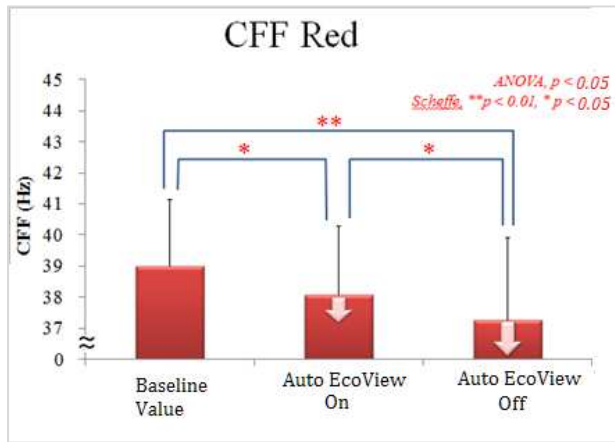 CFF Red
ANOVA, p < 0.05
Scheffe, **p < 0.01, * p < 0.05
**
*
*
CFF (Hz)
45
44
43
42
41
40
39
38
37
≈
0
Baseline Value
Auto EcoView On
Auto EcoView Off